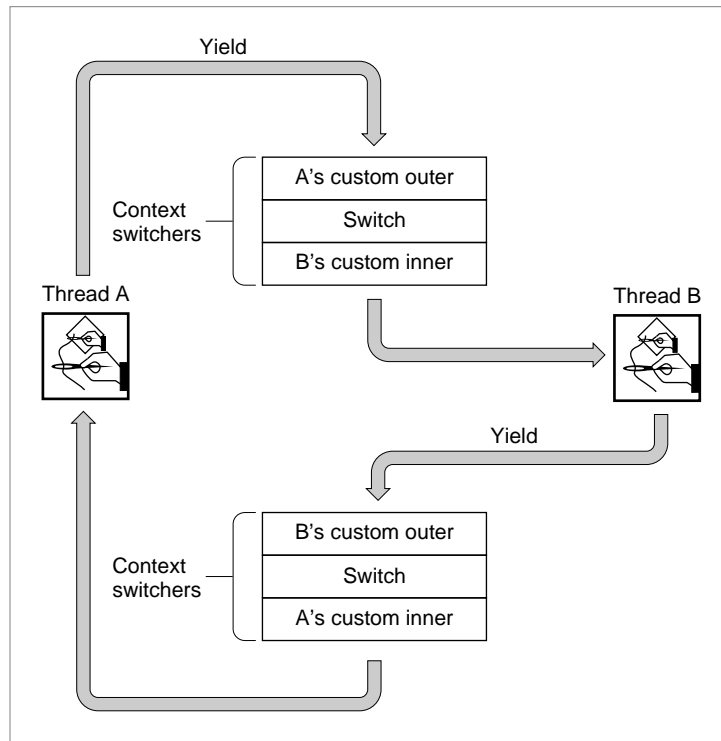 Yield
A's custom outer
Context
switchers
Switch
B's custom inner
Thread A
Thread B
Yield
B's custom outer
Context
switchers
Switch
A's custom inner